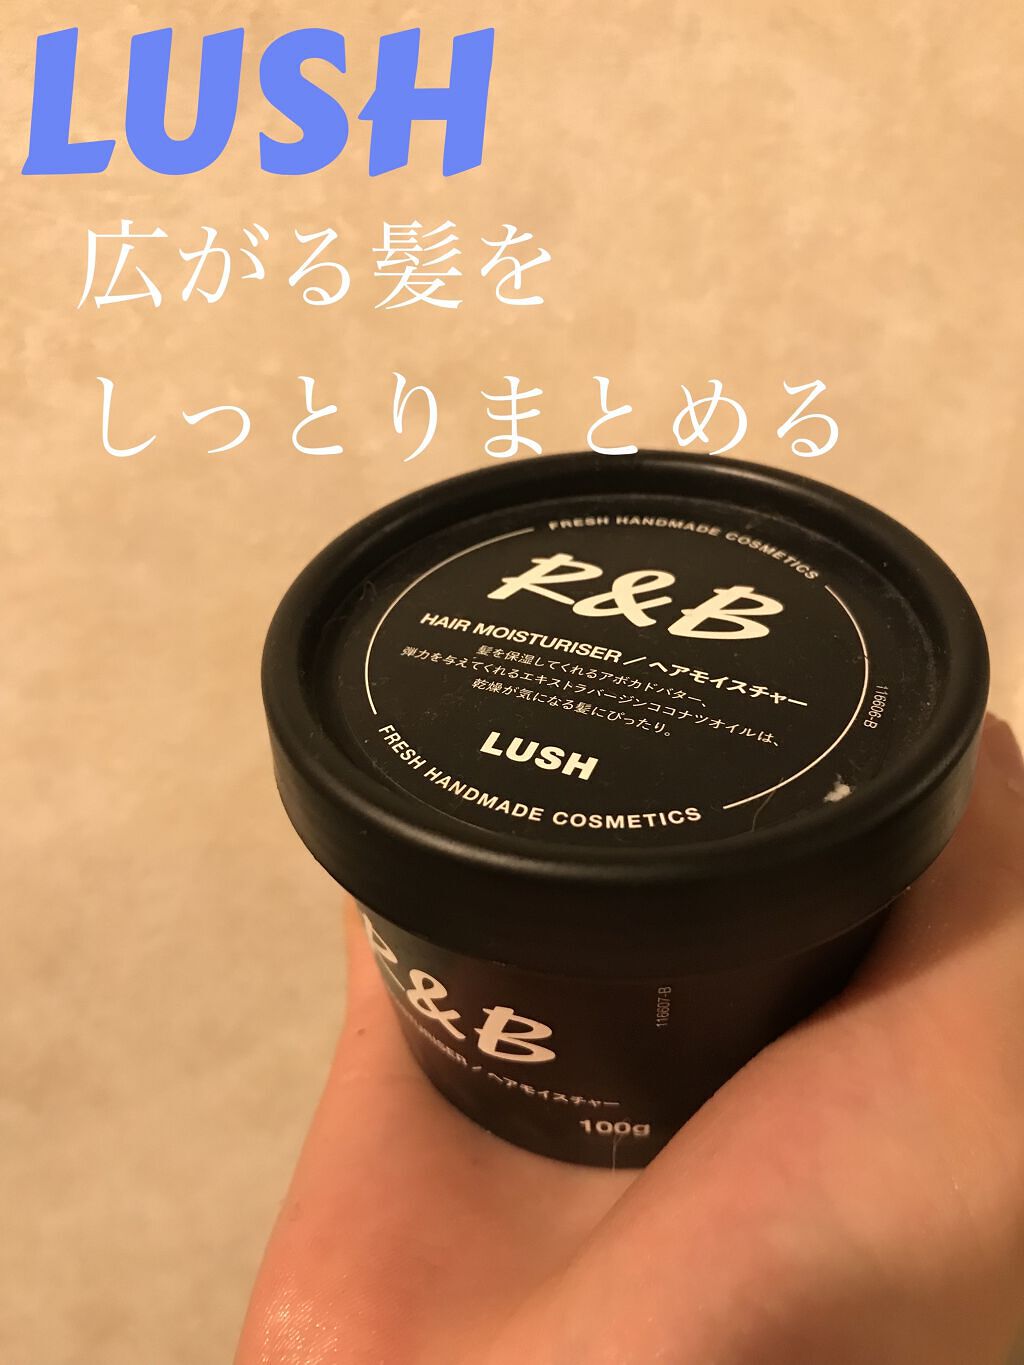 LUSH
広がる髪を
しっとりまとめる
FRESH HANDMADE COSMETICS
R&B
HAIR MOISTURISER / ヘアモイスチャー
髪を保湿してくれるアボカドバター、
弾力を与えてくれるエキストラバージンココナツオイルは、
乾燥が気になる髪にぴったり。
LUSH
FRESH HANDMADE COSMETICS
116606-B
R&B
/ ヘアモイスチャー
116607-B
100g